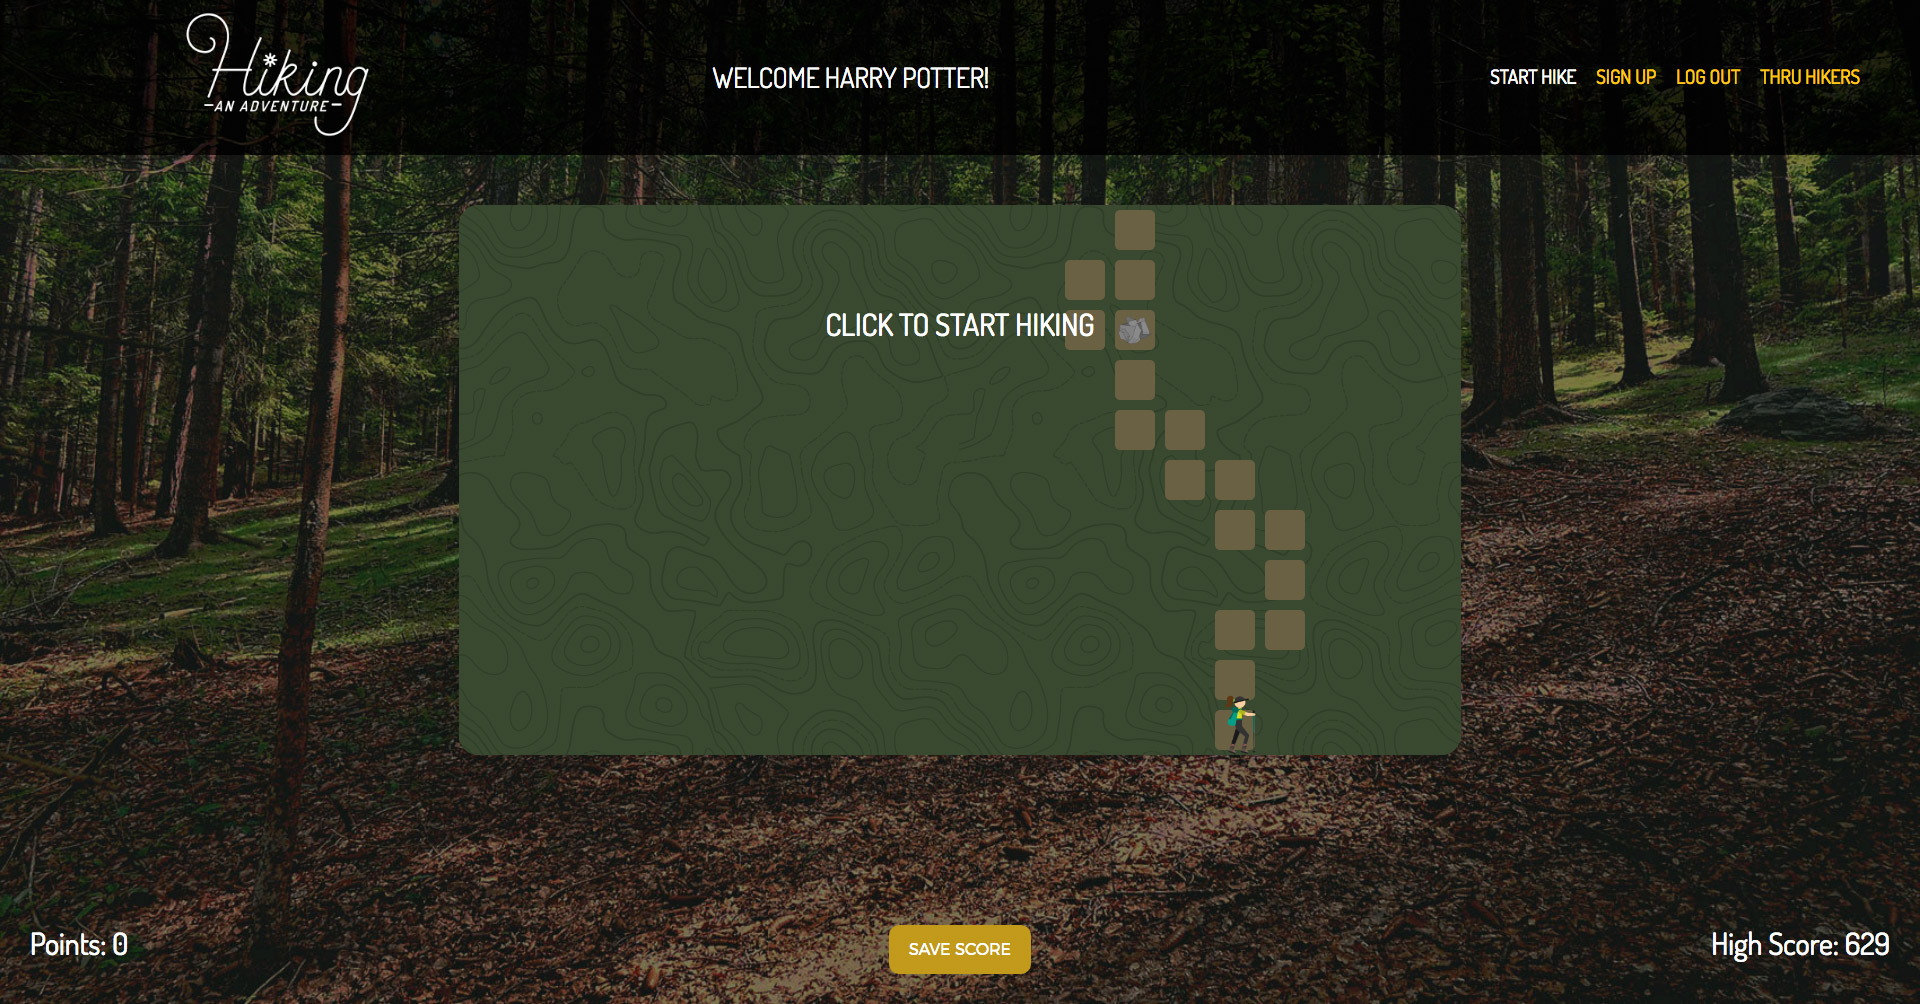 Hiking
-AN ADVENTURE-
WELCOME HARRY POTTER!
START HIKE SIGN UP LOG OUT THRU HIKERS
CLICK TO START HIKING
Points: 0
SAVE SCORE
High Score: 629